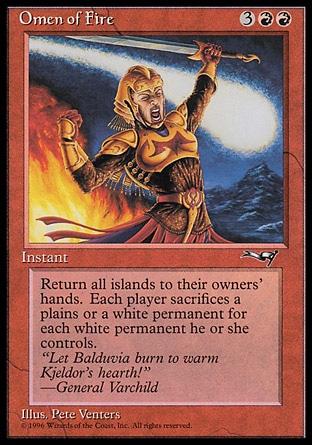 Omen of Fire 3
Instant
Return all islands to their owners'
hands. Each player sacrifices a
plains or a white permanent for
each white permanent he or she
controls.
"Let Balduvia burn to warm
Kjeldor's hearth!"
—General Varchild
Illus. Pete Venters
©1996 Wizards of the Coast, Inc. All rights reserved.